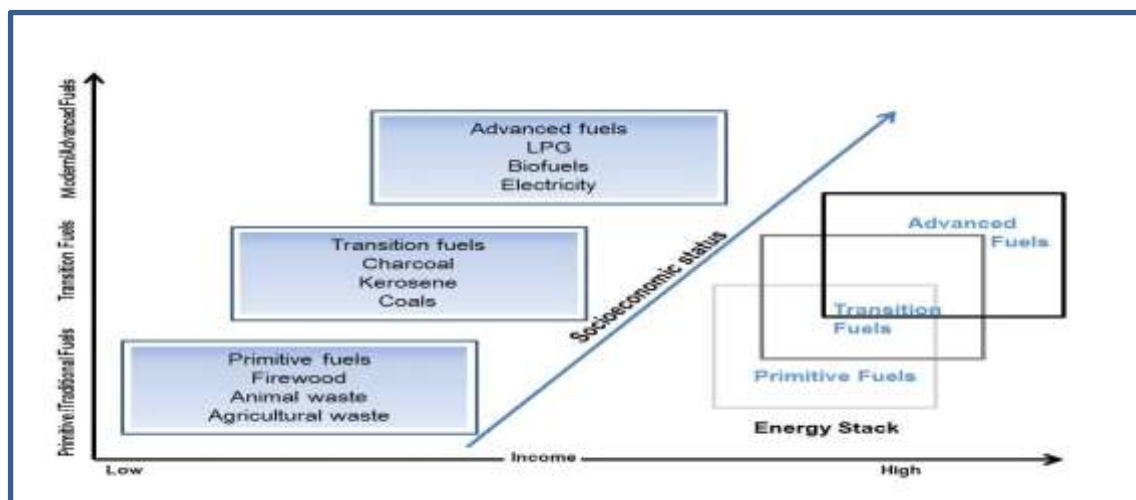 Modern/Advanced Fuels
Transition Fuels
Primitive /Traditional Fuels
Advanced fuels
LPG
Biofuels
Electricity
Transition fuels
Charcoal
Kerosene
Coals
Primitive fuels
Firewood
Animal waste
Agricultural waste
Socioeconomic status
Advanced
Fuels
Transition
Fuels
Primitive Fuels
Energy Stack
Low
Income
High